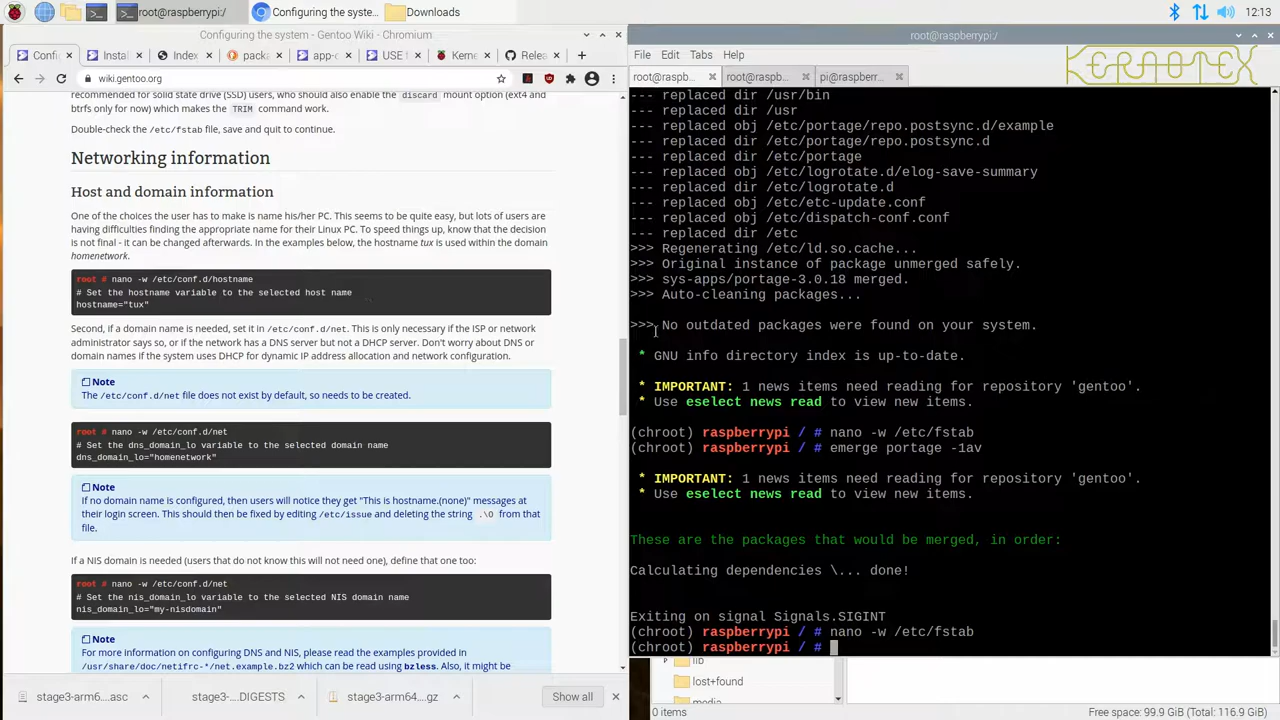 root@raspberrypi:/
Configuring the syste...
Downloads
12:13
Configuring the system - Gentoo Wiki - Chromium
Confi
Instal
Index
packa
app-c
USE f
Kerne
Relea
wiki.gentoo.org
recommended for solid state drive (SSD) users, who should also enable the discard mount option (ext4 and
btrfs only for now) which makes the TRIM command work.
Double-check the /etc/fstab file, save and quit to continue.
Networking information
Host and domain information
One of the choices the user has to make is name his/her PC. This seems to be quite easy, but lots of users are
having difficulties finding the appropriate name for their Linux PC. To speed things up, know that the decision
is not final - it can be changed afterwards. In the examples below, the hostname tux is used within the domain
homenetwork.
root # nano -w /etc/conf.d/hostname
# Set the hostname variable to the selected host name
hostname="tux"
Second, if a domain name is needed, set it in /etc/conf.d/net. This is only necessary if the ISP or network
administrator says so, or if the network has a DNS server but not a DHCP server. Don't worry about DNS or
domain names if the system uses DHCP for dynamic IP address allocation and network configuration.
Note
The /etc/conf.d/net file does not exist by default, so needs to be created.
root # nano -w /etc/conf.d/net
# Set the dns_domain_lo variable to the selected domain name
dns_domain_lo="homenetwork"
Note
If no domain name is configured, then users will notice they get "This is hostname.(none)" messages at
their login screen. This should then be fixed by editing /etc/issue and deleting the string .\O from that
file.
If a NIS domain is needed (users that do not know this will not need one), define that one too:
root # nano -w /etc/conf.d/net
# Set the nis_domain_lo variable to the selected NIS domain name
nis_domain_lo="my-nisdomain"
Note
For more information on configuring DNS and NIS, please read the examples provided in
/usr/share/doc/netifrc-*/net.example.bz2 which can be read using bzless. Also, it might be
stage3-arm6....asc
stage3-....DIGESTS
stage3-arm64....gz
Show all
root@raspberrypi:/
File Edit Tabs Help
KERNOTEX
root@raspb...
root@raspb...
pi@raspberr...
--- replaced dir /usr/bin
--- replaced dir /usr
--- replaced obj /etc/portage/repo.postsync.d/example
--- replaced dir /etc/portage/repo.postsync.d
--- replaced dir /etc/portage
--- replaced obj /etc/logrotate.d/elog-save-summary
--- replaced dir /etc/logrotate.d
--- replaced obj /etc/etc-update.conf
--- replaced obj /etc/dispatch-conf.conf
--- replaced dir /etc
>>> Regenerating /etc/ld.so.cache...
>>> Original instance of package unmerged safely.
>>> sys-apps/portage-3.0.18 merged.
>>> Auto-cleaning packages...
>>> No outdated packages were found on your system.
* GNU info directory index is up-to-date.
* IMPORTANT: 1 news items need reading for repository 'gentoo'.
* Use eselect news read to view new items.
(chroot) raspberrypi / # nano -w /etc/fstab
(chroot) raspberrypi / # emerge portage -1av
* IMPORTANT: 1 news items need reading for repository 'gentoo'.
* Use eselect news read to view new items.
These are the packages that would be merged, in order:
Calculating dependencies \... done!
Exiting on signal Signals.SIGINT
(chroot) raspberrypi / # nano -w /etc/fstab
(chroot) raspberrypi / #
lib
lost+found
media
0 items
Free space: 99.9 GiB (Total: 116.9 GiB)